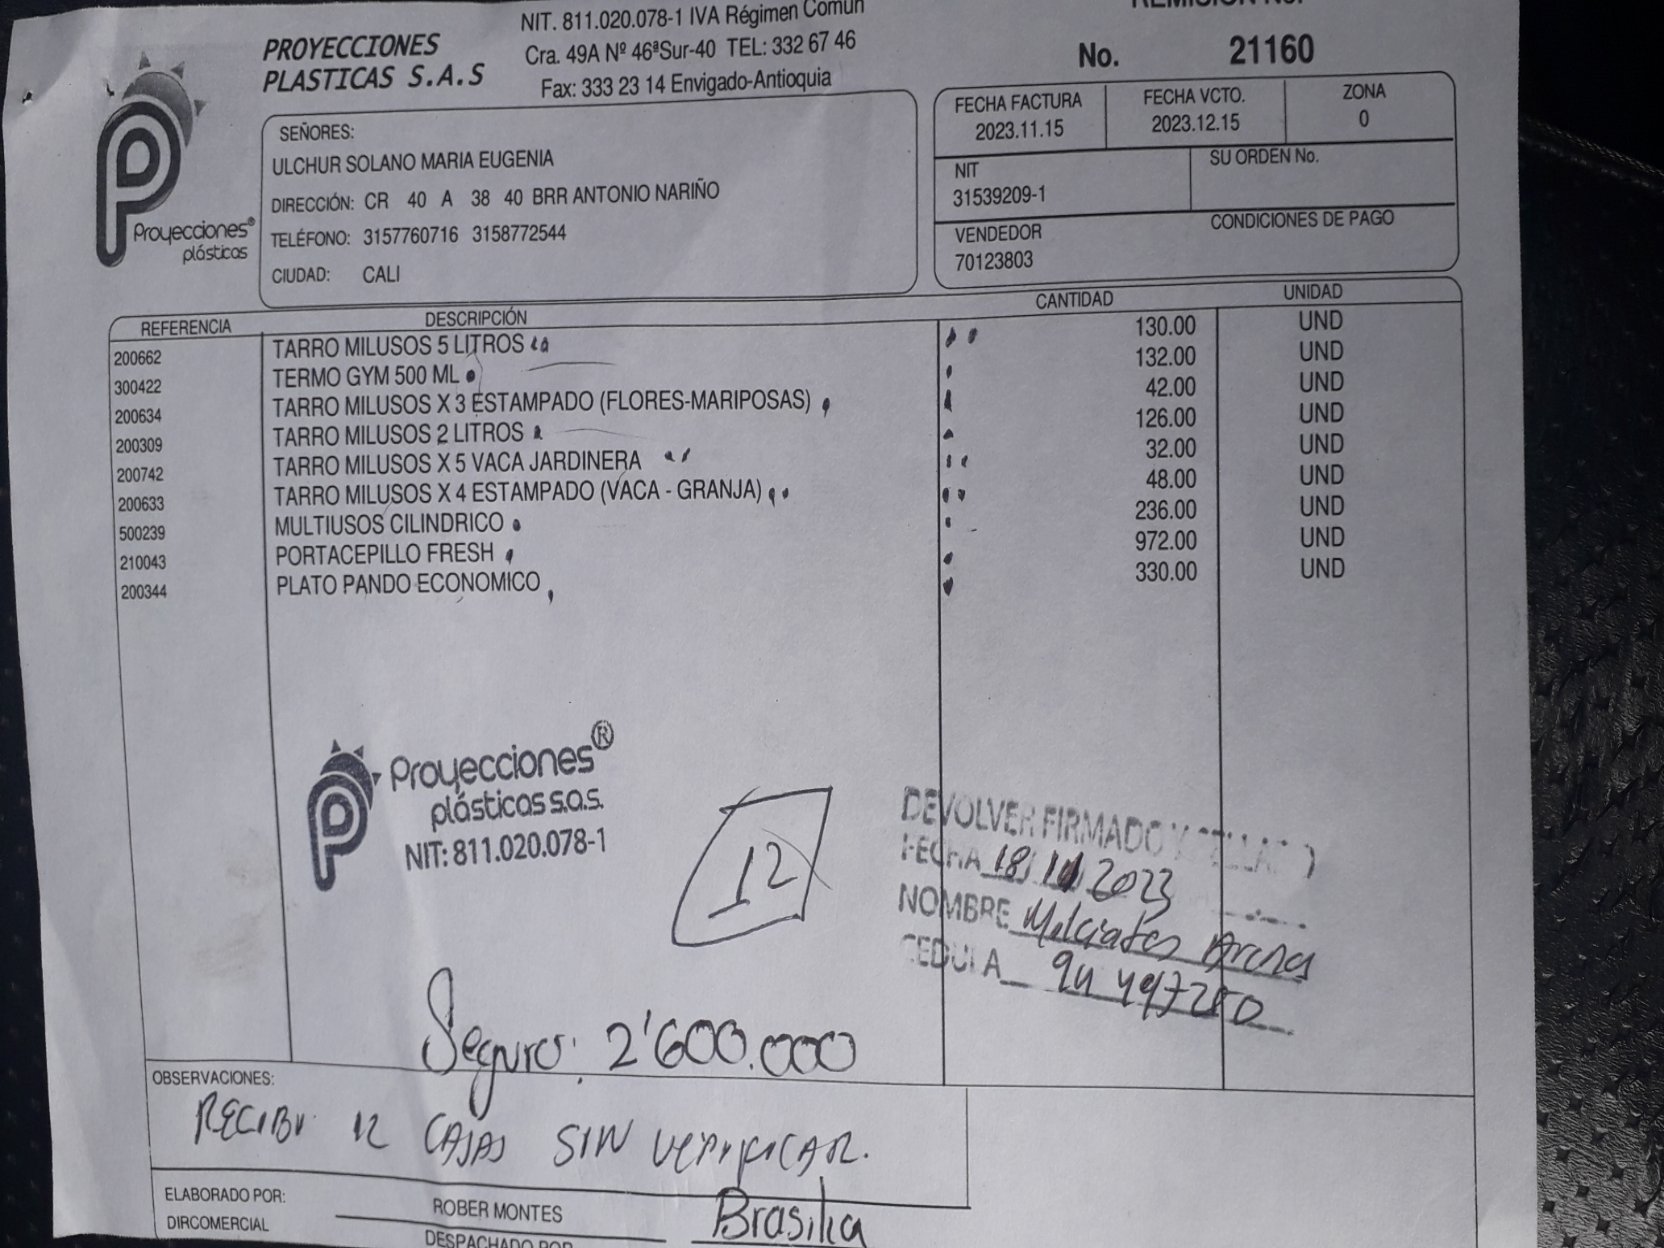 NIT. 811.020.078-1 IVA Régimen Común
PROYECCIONES
PLASTICAS S.A.S
Cra. 49A Nº 46ªSur-40 TEL: 332 67 46
Fax: 333 23 14 Envigado-Antioquia
REMISION No.
No. 21160
Proyecciones®
plásticas
SEÑORES:
ULCHUR SOLANO MARIA EUGENIA
DIRECCIÓN: CR 40 A 38 40 BRR ANTONIO NARIÑO
TELÉFONO: 3157760716 3158772544
CIUDAD: CALI
FECHA FACTURA FECHA VCTO. ZONA
2023.11.15 2023.12.15 0
NIT SU ORDEN No.
31539209-1
VENDEDOR CONDICIONES DE PAGO
70123803
REFERENCIA DESCRIPCIÓN CANTIDAD UNIDAD
200662 TARRO MILUSOS 5 LITROS 130.00 UND
300422 TERMO GYM 500 ML 132.00 UND
200634 TARRO MILUSOS X 3 ESTAMPADO (FLORES-MARIPOSAS) 42.00 UND
200309 TARRO MILUSOS 2 LITROS 126.00 UND
200742 TARRO MILUSOS X 5 VACA JARDINERA 32.00 UND
200633 TARRO MILUSOS X 4 ESTAMPADO (VACA - GRANJA) 48.00 UND
500239 MULTIUSOS CILINDRICO 236.00 UND
210043 PORTACEPILLO FRESH 972.00 UND
200344 PLATO PANDO ECONOMICO 330.00 UND
Proyecciones®
plásticas s.a.s.
NIT: 811.020.078-1
12
DEVOLVER FIRMADO Y
FECHA 18 2023
NOMBRE Melciades Arenas
CEDULA 94 497
Seguro: 2'600.000
OBSERVACIONES:
RECIBI 12 CAJAS SIN VERIFICAR.
ELABORADO POR:
DIRCOMERCIAL
ROBER MONTES
DESPACHADO POR
Brasilia